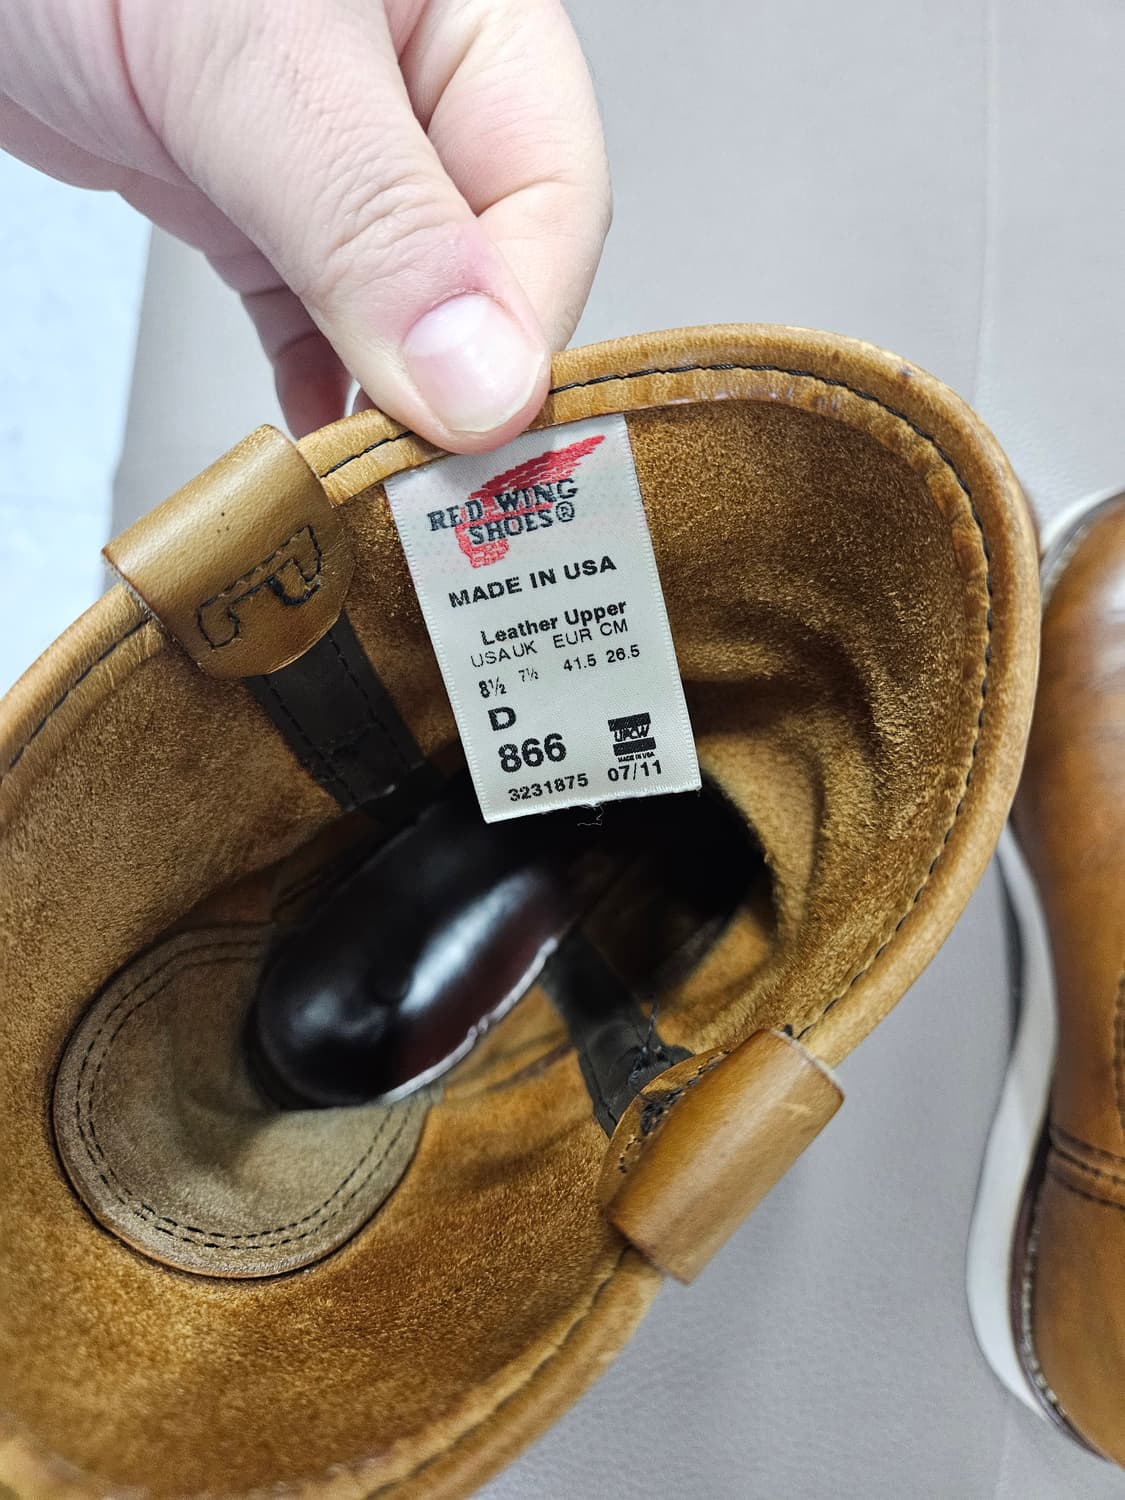 RED WING
SHOES®
MADE IN USA
Leather Upper
USA UK EUR CM
8½ 7½ 41.5 26.5
D
866
UFCW
MADE IN USA
3231875 07/11